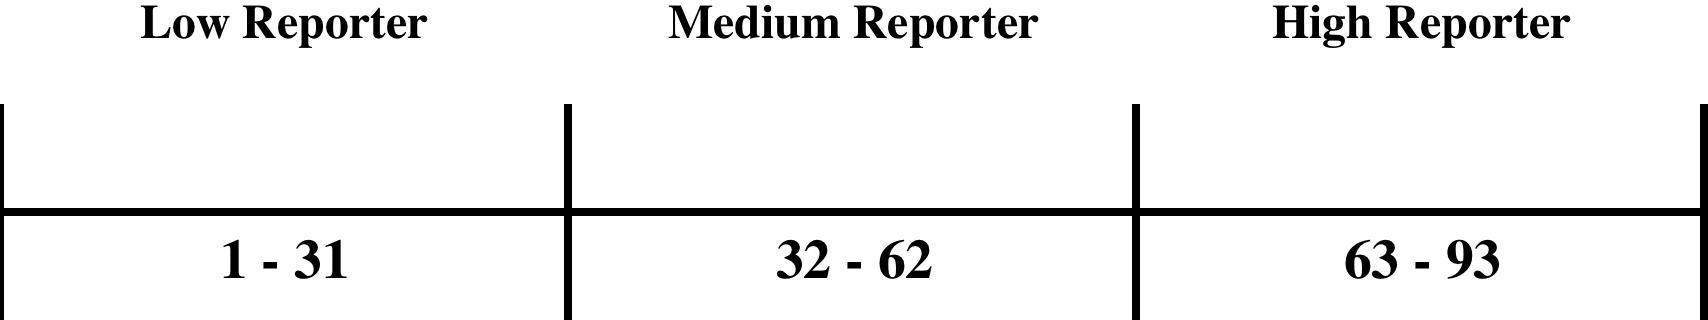 Low Reporter Medium Reporter High Reporter
1 - 31 32 - 62 63 - 93